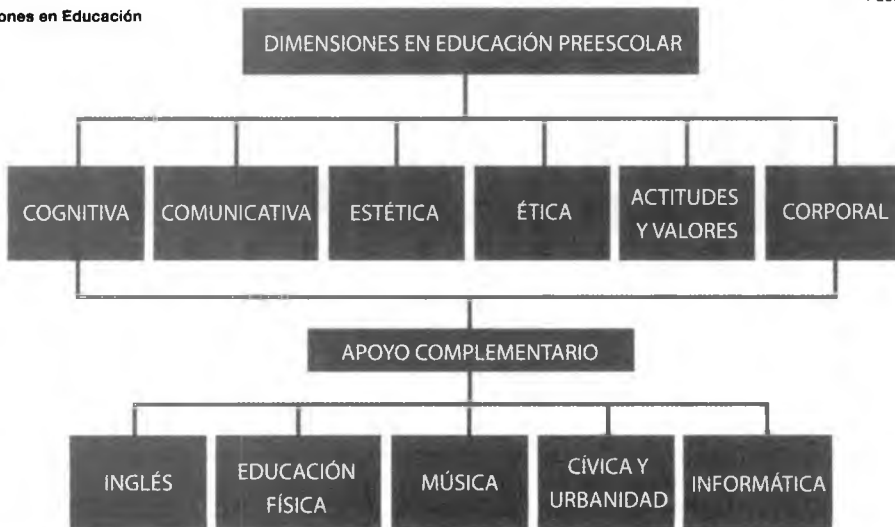 ones en Educación
DIMENSIONES EN EDUCACIÓN PREESCOLAR
COGNITIVA
COMUNICATIVA
ESTÉTICA
ÉTICA
ACTITUDES
Y VALORES
CORPORAL
APOYO COMPLEMENTARIO
INGLÉS
EDUCACIÓN
FÍSICA
MÚSICA
CÍVICA Y
URBANIDAD
INFORMÁTICA